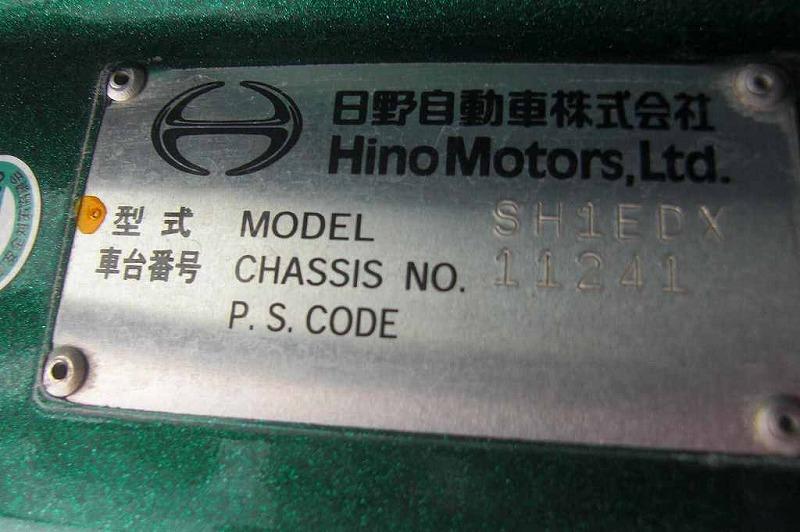 日野自動車株式会社
Hino Motors, Ltd.
型式 MODEL SH1EDX
車台番号 CHASSIS NO. 11241
P. S. CODE